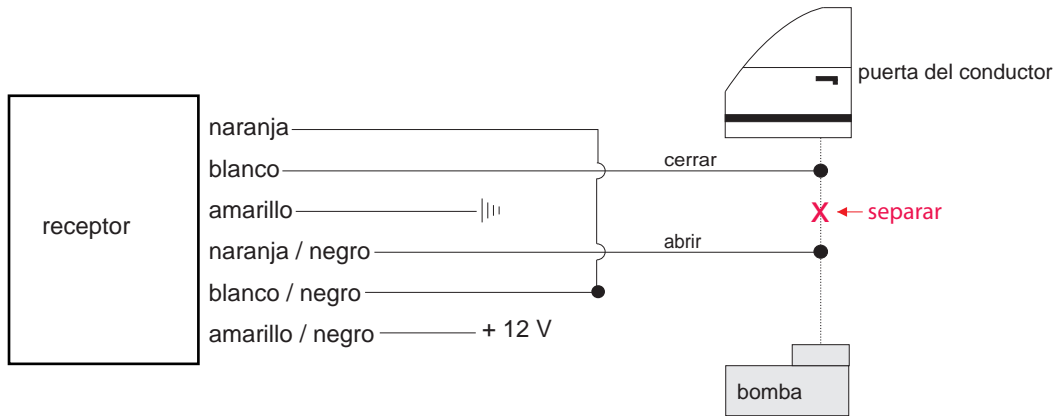 puerta del conductor
naranja
blanco
cerrar
amarillo
separar
receptor
naranja / negro
abrir
blanco / negro
amarillo / negro
+ 12 V
bomba